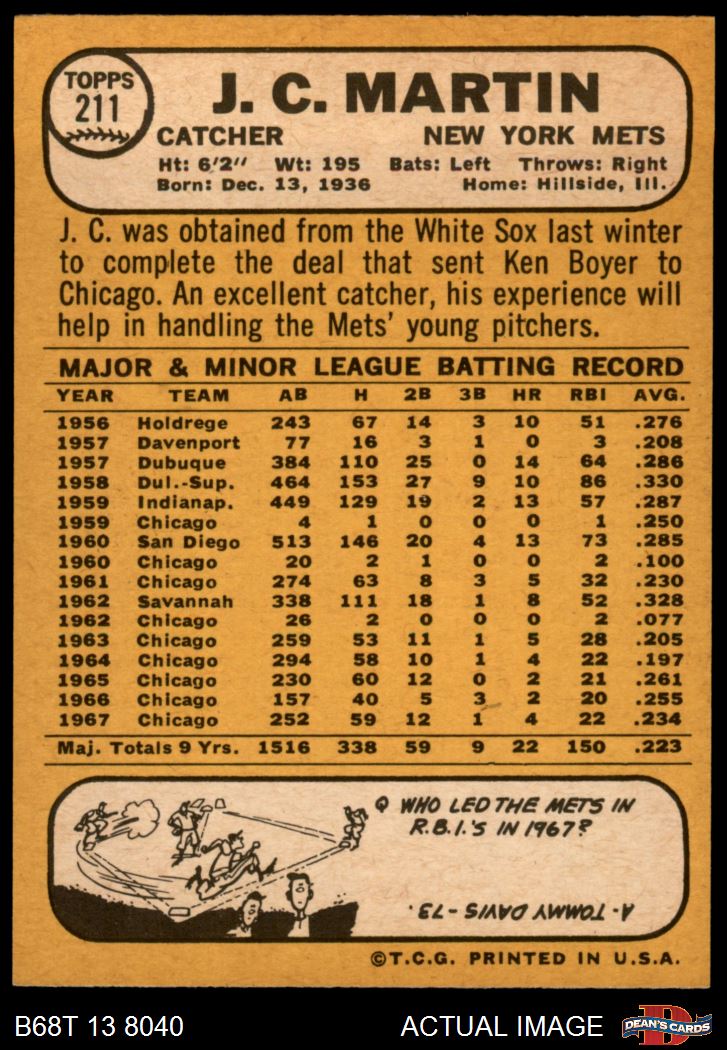 TOPPS
211
J. C. MARTIN
CATCHER NEW YORK METS
Ht: 6'2" Wt: 195 Bats: Left Throws: Right
Born: Dec. 13, 1936 Home: Hillside, Ill.
J. C. was obtained from the White Sox last winter
to complete the deal that sent Ken Boyer to
Chicago. An excellent catcher, his experience will
help in handling the Mets' young pitchers.
MAJOR & MINOR LEAGUE BATTING RECORD
YEAR TEAM AB H 2B 3B HR RBI AVG.
1956 Holdrege 243 67 14 3 10 51 .276
1957 Davenport 77 16 3 1 0 3 .208
1957 Dubuque 384 110 25 0 14 64 .286
1958 Dul.-Sup. 464 153 27 9 10 86 .330
1959 Indianap. 449 129 19 2 13 57 .287
1959 Chicago 4 1 0 0 0 1 .250
1960 San Diego 513 146 20 4 13 73 .285
1960 Chicago 20 2 1 0 0 2 .100
1961 Chicago 274 63 8 3 5 32 .230
1962 Savannah 338 111 18 1 8 52 .328
1962 Chicago 26 2 0 0 0 2 .077
1963 Chicago 259 53 11 1 5 28 .205
1964 Chicago 294 58 10 1 4 22 .197
1965 Chicago 230 60 12 0 2 21 .261
1966 Chicago 157 40 5 3 2 20 .255
1967 Chicago 252 59 12 1 4 22 .234
Maj. Totals 9 Yrs. 1516 338 59 9 22 150 .223
Q WHO LED THE METS IN
R.B.I.'S IN 1967?
A - TOMMY DAVIS - 73.
©T.C.G. PRINTED IN U.S.A.
B68T 13 8040 ACTUAL IMAGE
D
DEAN'S CARDS